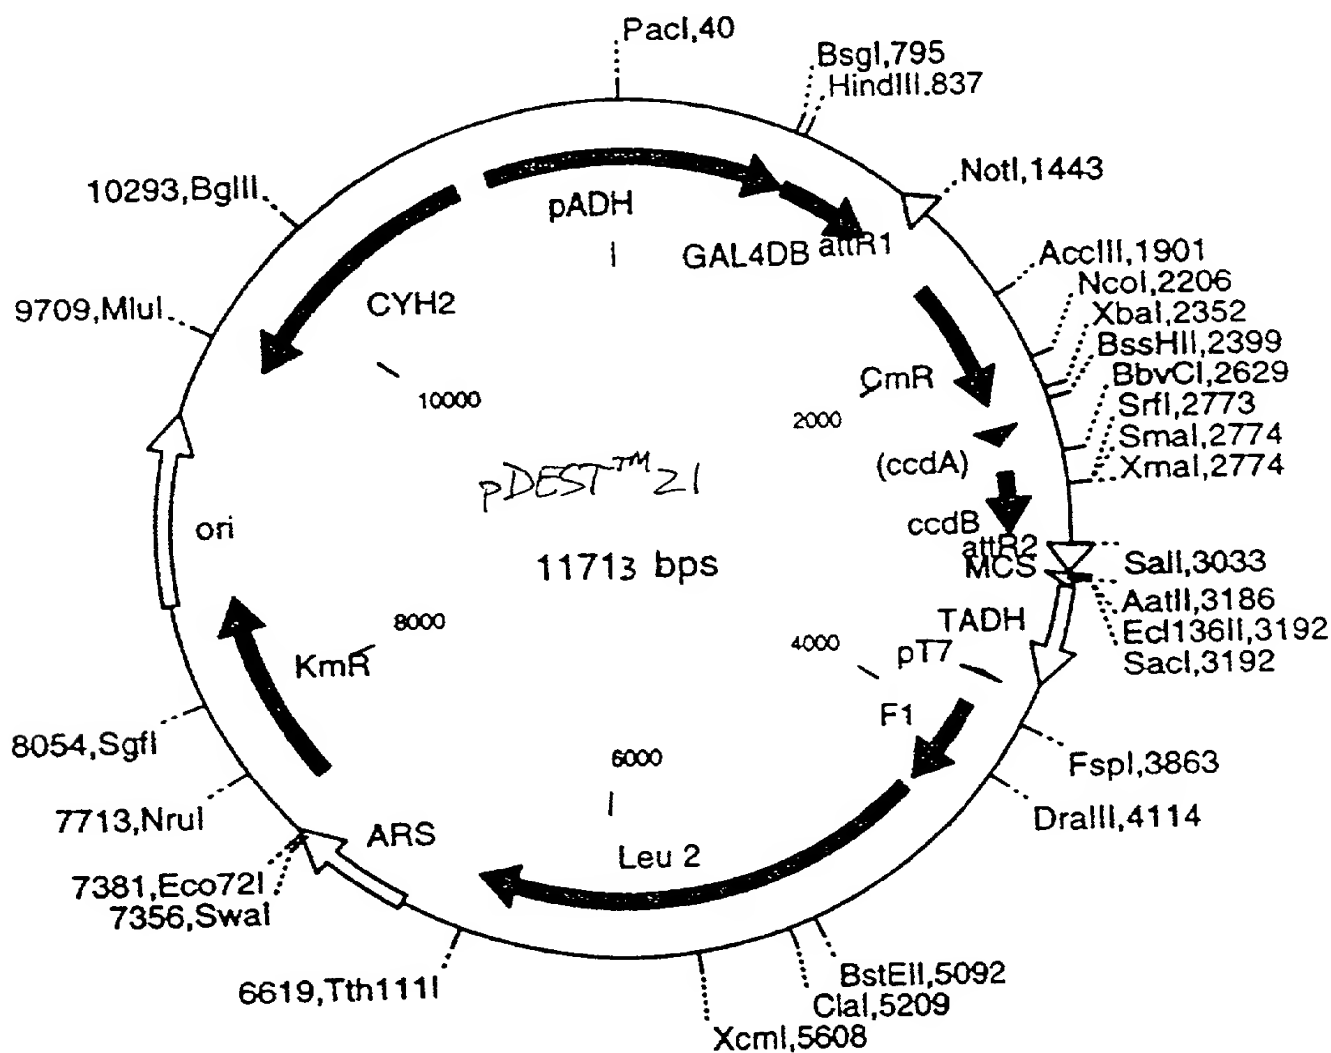 PacI,40
BsgI,795
HindIII.837
NotI,1443
AccIII,1901
NcoI,2206
XbaI,2352
BssHII,2399
BbvCI,2629
SrfI,2773
SmaI,2774
XmaI,2774
SalI,3033
AatII,3186
Ecl136II,3192
SacI,3192
FspI,3863
DraIII,4114
BstEII,5092
ClaI,5209
XcmI,5608
6619,Tth111I
7356,SwaI
7381,Eco72I
7713,NruI
8054,SgfI
9709,MluI
10293,BglII
pADH
GAL4DB
attR1
CmR
(ccdA)
ccdB
attR2
MCS
TADH
pT7
F1
Leu 2
ARS
KmR
ori
CYH2
2000
4000
6000
8000
10000
pDEST™21
11713 bps